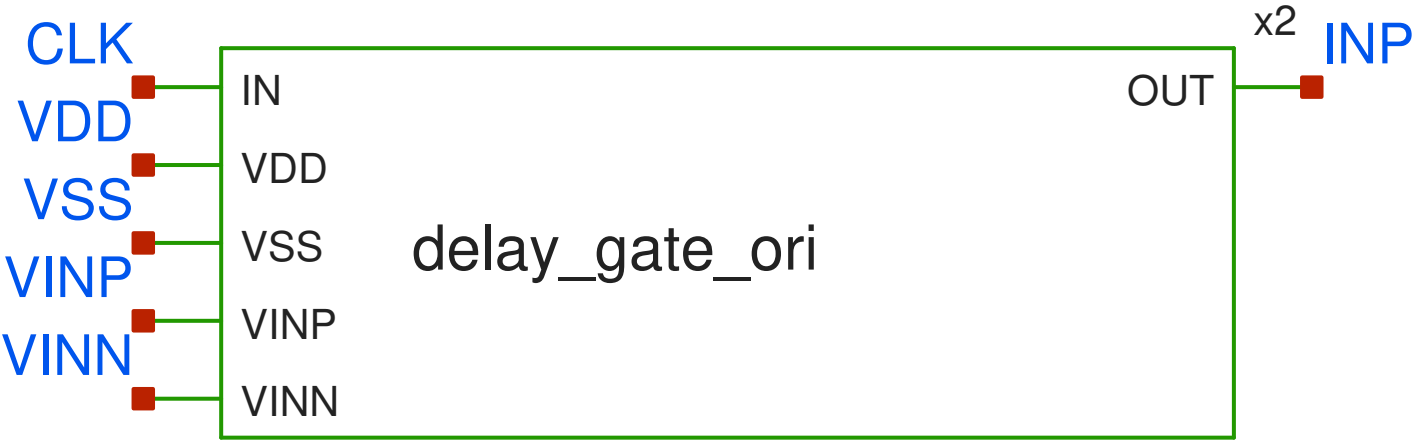 x2
CLK
INP
IN
OUT
VDD
VDD
VSS
VSS
delay_gate_ori
VINP
VINP
VINN
VINN